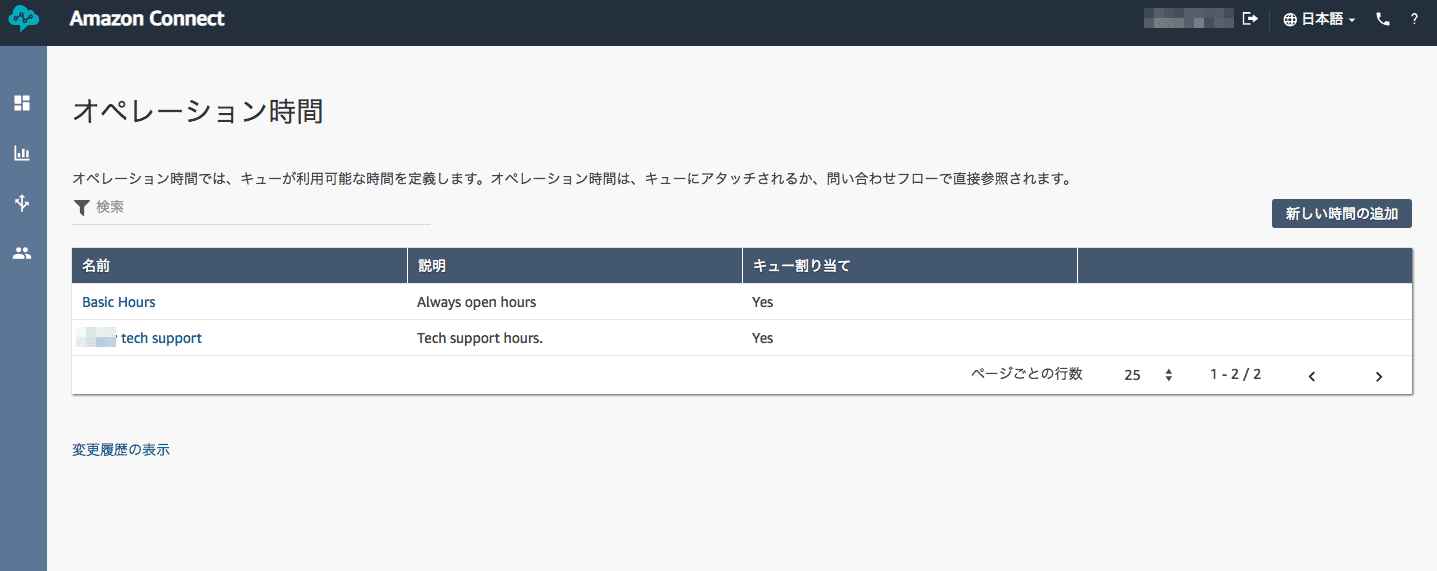 Amazon Connect
日本語
?
オペレーション時間
オペレーション時間では、キューが利用可能な時間を定義します。オペレーション時間は、キューにアタッチされるか、問い合わせフローで直接参照されます。
検索
新しい時間の追加
名前 説明 キュー割り当て
Basic Hours Always open hours Yes
tech support Tech support hours. Yes
ページごとの行数 25 1 - 2 / 2
変更履歴の表示